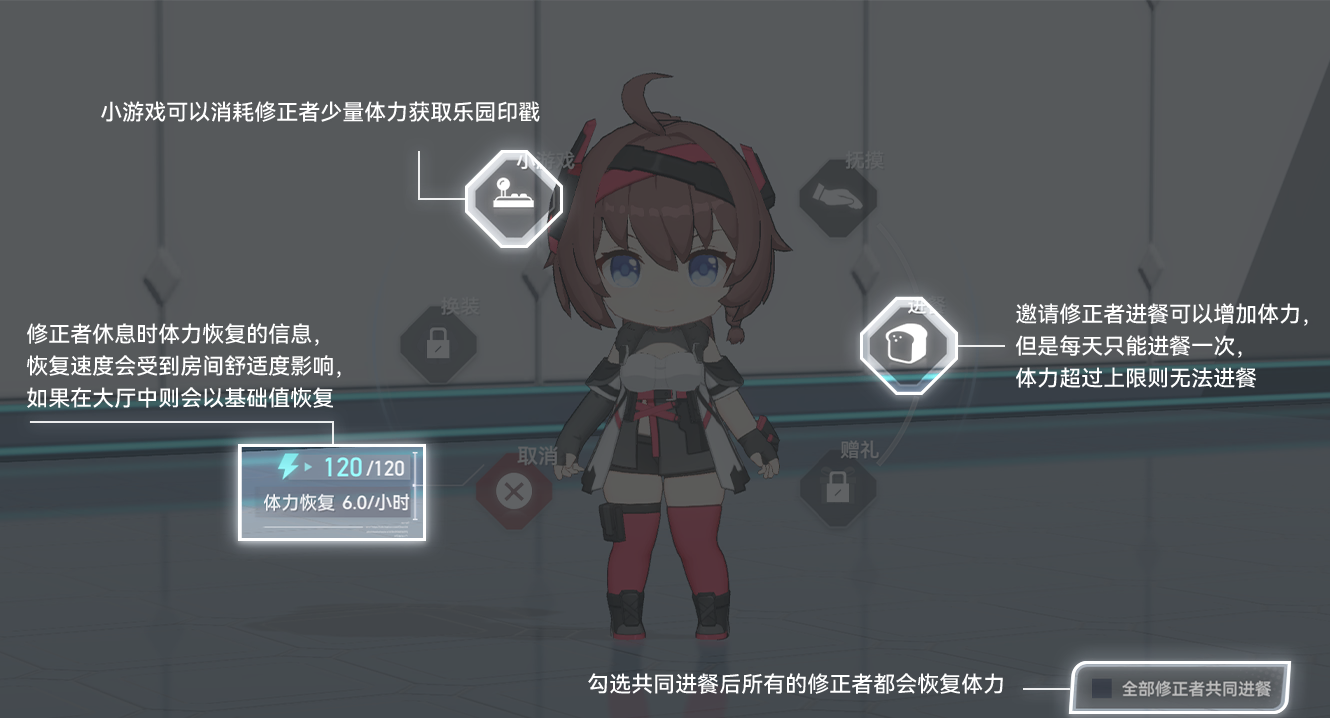 小游戏可以消耗修正者少量体力获取乐园印戳
小游戏
抚摸
换装
进餐
邀请修正者进餐可以增加体力，
但是每天只能进餐一次，
体力超过上限则无法进餐
修正者休息时体力恢复的信息，
恢复速度会受到房间舒适度影响，
如果在大厅中则会以基础值恢复
120/120
体力恢复 6.0/小时
取消
赠礼
勾选共同进餐后所有的修正者都会恢复体力
全部修正者共同进餐